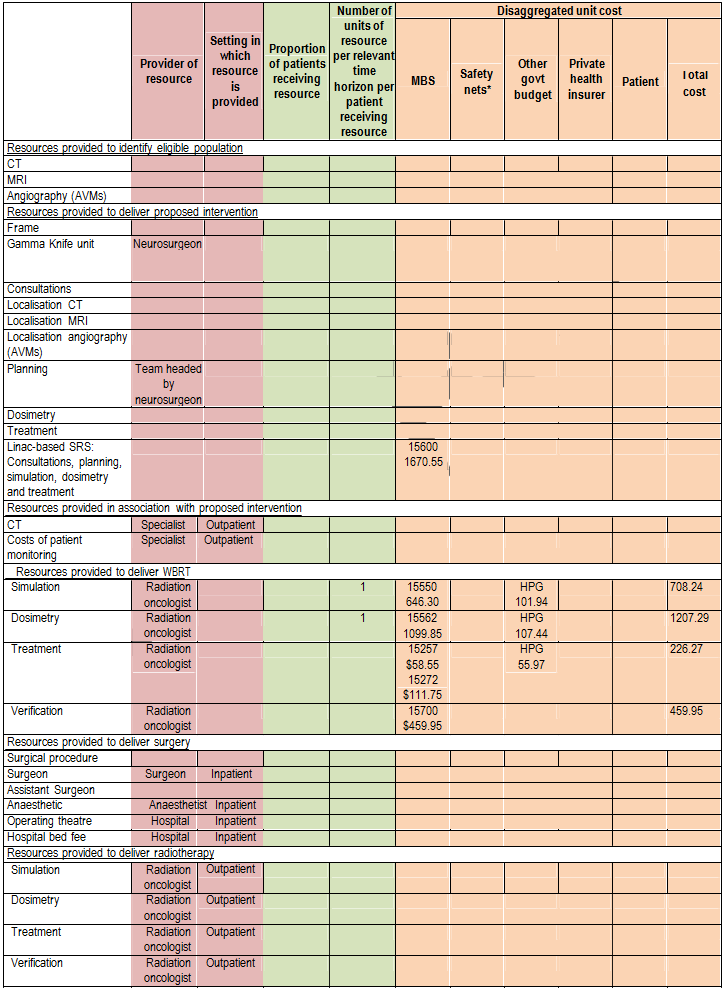 Provider of resource
Setting in which resource is provided
Proportion of patients receiving resource
Number of units of resource per relevant time horizon per patient receiving resource
Disaggregated unit cost
MBS
Safety nets*
Other govt budget
Private health insurer
Patient
Total cost
Resources provided to identify eligible population
CT
MRI
Angiography (AVMs)
Resources provided to deliver proposed intervention
Frame
Gamma Knife unit Neurosurgeon
Consultations
Localisation CT
Localisation MRI
Localisation angiography
(AVMs)
Planning Team headed
by
neurosurgeon
Dosimetry
Treatment
Linac-based SRS: 15600
Consultations, planning, 1670.55
simulation, dosimetry
and treatment
Resources provided in association with proposed intervention
CT Specialist Outpatient
Costs of patient Specialist Outpatient
monitoring
Resources provided to deliver WBRT
Simulation Radiation 1 15550 HPG 708.24
oncologist 646.30 101.94
Dosimetry Radiation 1 15562 HPG 1207.29
oncologist 1099.85 107.44
Treatment Radiation 15257 HPG 226.27
oncologist $58.55 55.97
15272
$111.75
Verification Radiation 15700 459.95
oncologist $459.95
Resources provided to deliver surgery
Surgical procedure
Surgeon Surgeon Inpatient
Assistant Surgeon
Anaesthetic Anaesthetist Inpatient
Operating theatre Hospital Inpatient
Hospital bed fee Hospital Inpatient
Resources provided to deliver radiotherapy
Simulation Radiation Outpatient
oncologist
Dosimetry Radiation Outpatient
oncologist
Treatment Radiation Outpatient
oncologist
Verification Radiation Outpatient
oncologist